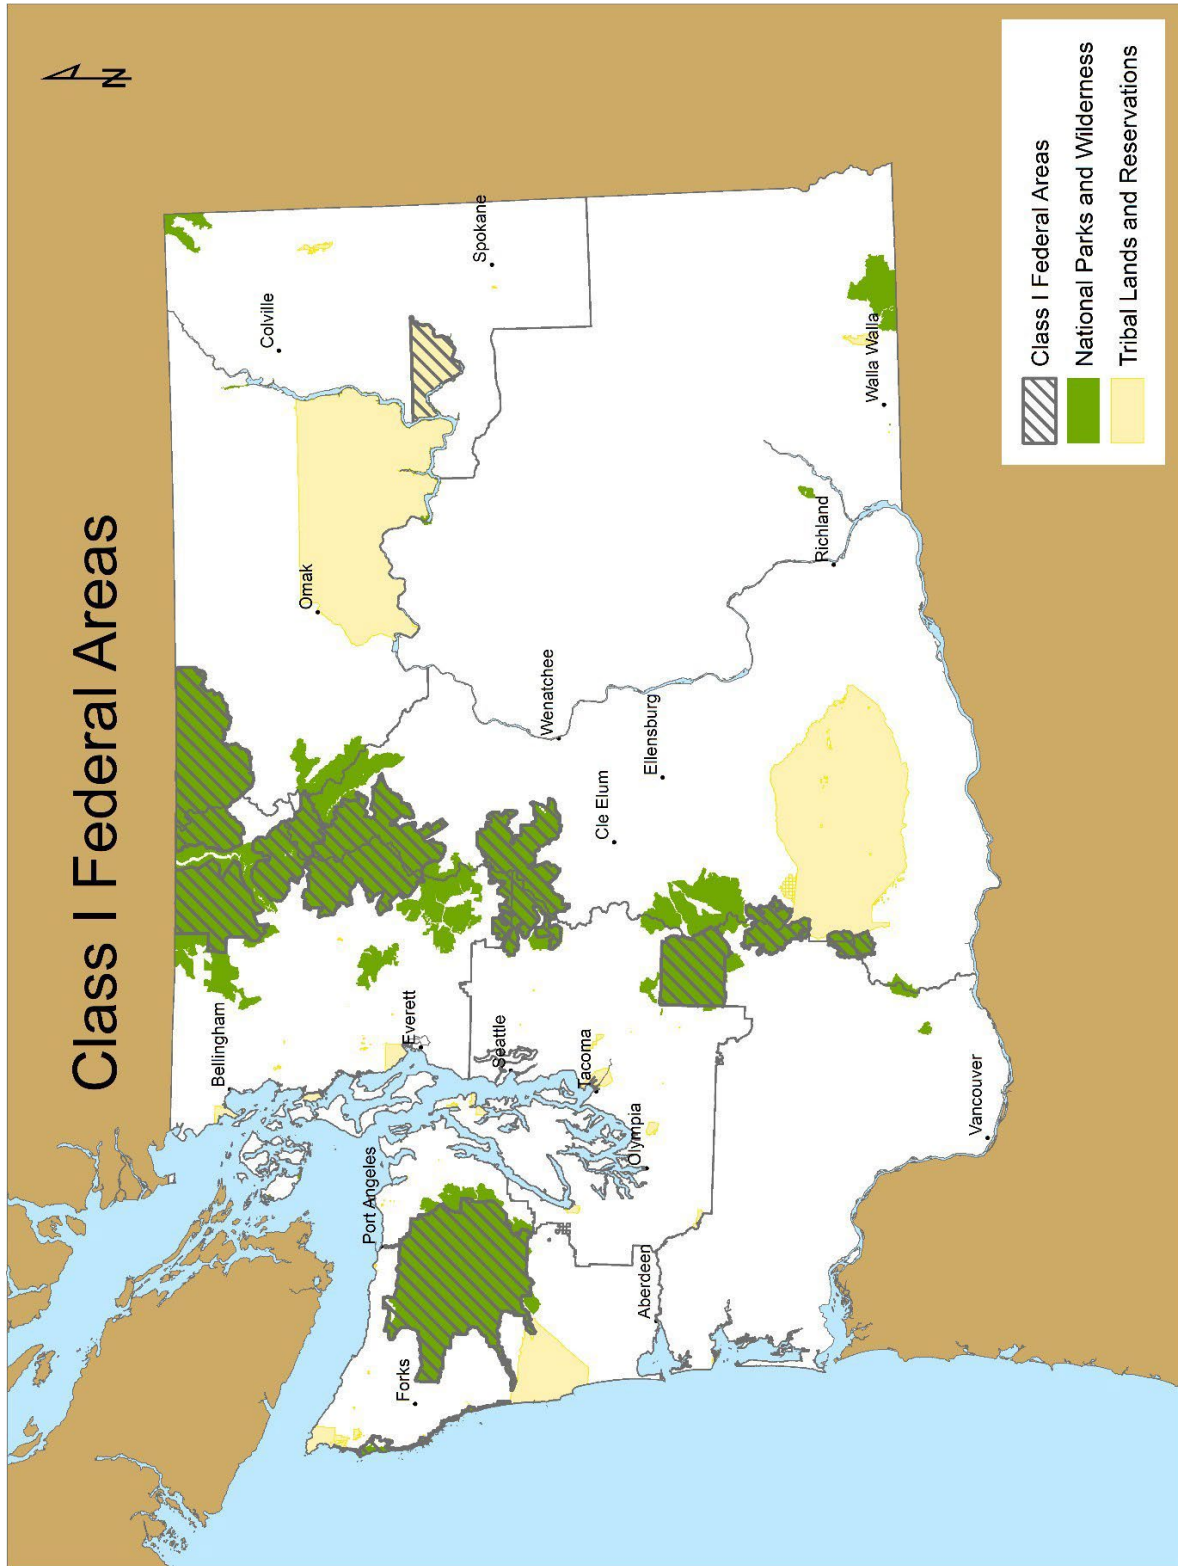 Class I Federal Areas
N
Bellingham
Colville
Omak
Port Angeles
Forks
Everett
Spokane
Seattle
Wenatchee
Tacoma
Cle Elum
Olympia
Ellensburg
Aberdeen
Richland
Walla Walla
Vancouver
Class I Federal Areas
National Parks and Wilderness
Tribal Lands and Reservations